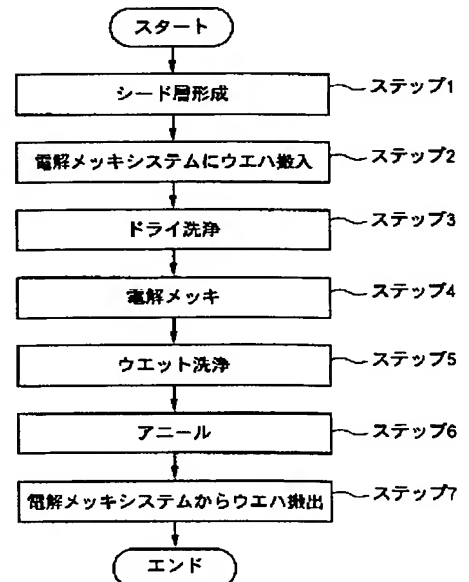 スタート
シード層形成
ステップ1
電解メッキシステムにウエハ搬入
ステップ2
ドライ洗浄
ステップ3
電解メッキ
ステップ4
ウエット洗浄
ステップ5
アニール
ステップ6
電解メッキシステムからウエハ搬出
ステップ7
エンド